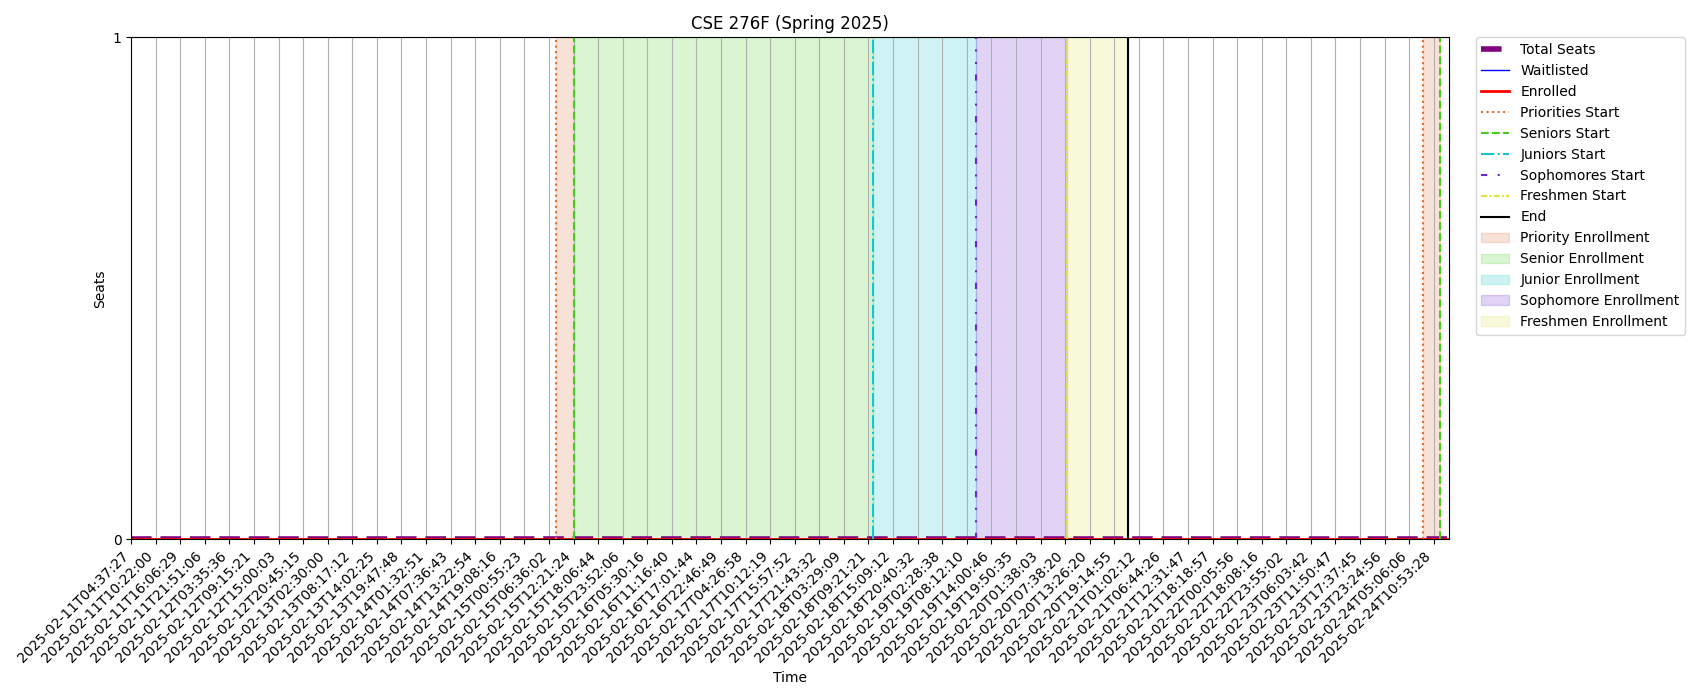 CSE 276F (Spring 2025)
1
0
Seats
2025-02-11T04:37:27
2025-02-11T10:22:00
2025-02-11T16:06:29
2025-02-11T21:51:06
2025-02-12T03:35:36
2025-02-12T09:15:21
2025-02-12T15:00:03
2025-02-12T20:45:15
2025-02-13T02:30:00
2025-02-13T08:17:12
2025-02-13T14:02:25
2025-02-13T19:47:48
2025-02-14T01:32:51
2025-02-14T07:36:43
2025-02-14T13:22:54
2025-02-14T19:08:16
2025-02-15T00:55:23
2025-02-15T06:36:02
2025-02-15T12:21:24
2025-02-15T18:06:44
2025-02-15T23:52:06
2025-02-16T05:30:16
2025-02-16T11:16:40
2025-02-16T17:01:44
2025-02-16T22:46:49
2025-02-17T04:26:58
2025-02-17T10:12:19
2025-02-17T15:57:52
2025-02-17T21:43:32
2025-02-18T03:29:09
2025-02-18T09:21:21
2025-02-18T15:09:12
2025-02-18T20:40:32
2025-02-19T02:28:38
2025-02-19T08:12:10
2025-02-19T14:00:46
2025-02-19T19:50:35
2025-02-20T01:38:03
2025-02-20T07:38:20
2025-02-20T13:26:20
2025-02-20T19:14:55
2025-02-21T01:02:12
2025-02-21T06:44:26
2025-02-21T12:31:47
2025-02-21T18:18:57
2025-02-22T00:05:56
2025-02-22T18:08:16
2025-02-22T23:55:02
2025-02-23T06:03:42
2025-02-23T11:50:47
2025-02-23T17:37:45
2025-02-23T23:24:56
2025-02-24T05:06:06
2025-02-24T10:53:28
Time
Total Seats
Waitlisted
Enrolled
Priorities Start
Seniors Start
Juniors Start
Sophomores Start
Freshmen Start
End
Priority Enrollment
Senior Enrollment
Junior Enrollment
Sophomore Enrollment
Freshmen Enrollment